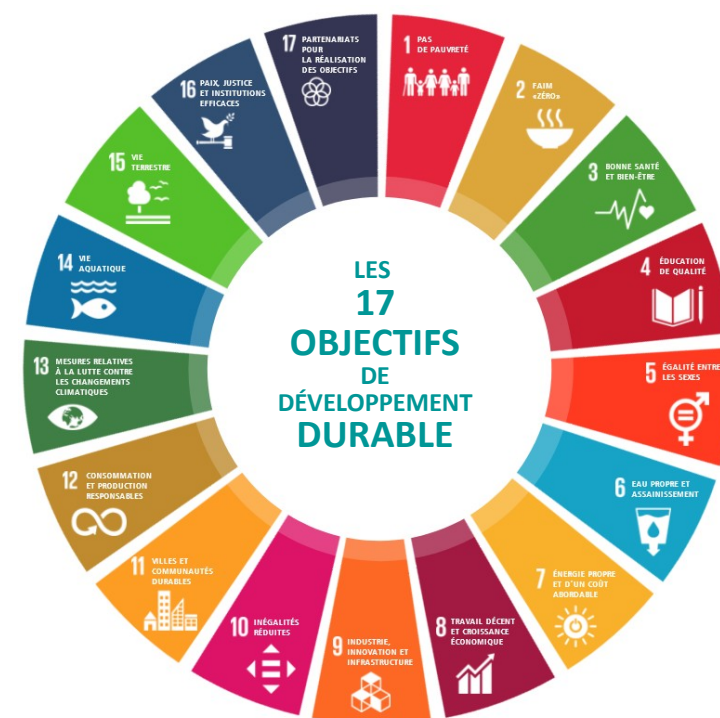 LES
17
OBJECTIFS
DE
DÉVELOPPEMENT
DURABLE
1 PAS
DE PAUVRETÉ
2 FAIM
«ZÉRO»
3 BONNE SANTÉ
ET BIEN-ÊTRE
4 ÉDUCATION
DE QUALITÉ
5 ÉGALITÉ ENTRE
LES SEXES
6 EAU PROPRE ET
ASSAINISSEMENT
7 ÉNERGIE PROPRE
ET D'UN COÛT
ABORDABLE
8 TRAVAIL DÉCENT
ET CROISSANCE
ÉCONOMIQUE
9 INDUSTRIE,
INNOVATION ET
INFRASTRUCTURE
10 INÉGALITÉS
RÉDUITES
11 VILLES ET
COMMUNAUTÉS
DURABLES
12 CONSOMMATION
ET PRODUCTION
RESPONSABLES
13 MESURES RELATIVES
À LA LUTTE CONTRE
LES CHANGEMENTS
CLIMATIQUES
14 VIE
AQUATIQUE
15 VIE
TERRESTRE
16 PAIX, JUSTICE
ET INSTITUTIONS
EFFICACES
17 PARTENARIATS
POUR
LA RÉALISATION
DES OBJECTIFS